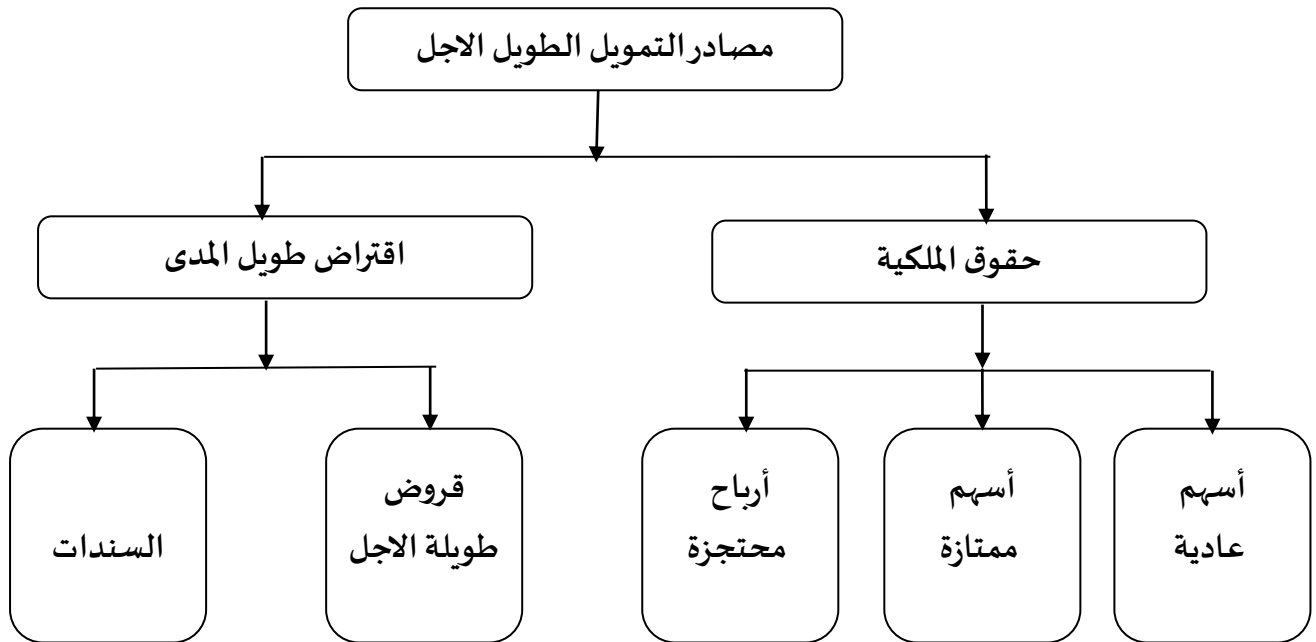 مصادر التمويل الطويل الاجل
حقوق الملكية
اقتراض طويل المدى
أسهم
عادية
أسهم
ممتازة
أرباح
محتجزة
قروض
طويلة الاجل
السندات